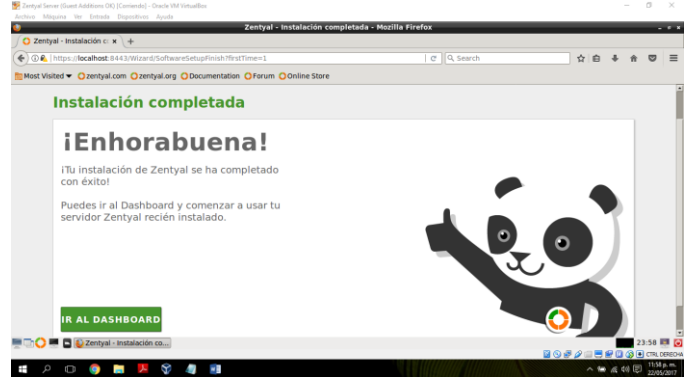 Zentyal Server (Guest Additions OK) [Corriendo] - Oracle VM VirtualBox
Archivo Máquina Ver Entrada Dispositivos Ayuda
Zentyal - Instalación completada - Mozilla Firefox
Zentyal - Instalación c
https://localhost:8443/Wizard/SoftwareSetupFinish?firstTime=1
Search
Most Visited Zentyal.com Zentyal.org Documentation Forum Online Store
Instalación completada
¡Enhorabuena!
¡Tu instalación de Zentyal se ha completado
con éxito!
Puedes ir al Dashboard y comenzar a usar tu
servidor Zentyal recién instalado.
IR AL DASHBOARD
Zentyal - Instalación co...
23:58
CTRL DERECHA
11:58 p. m.
22/05/2017